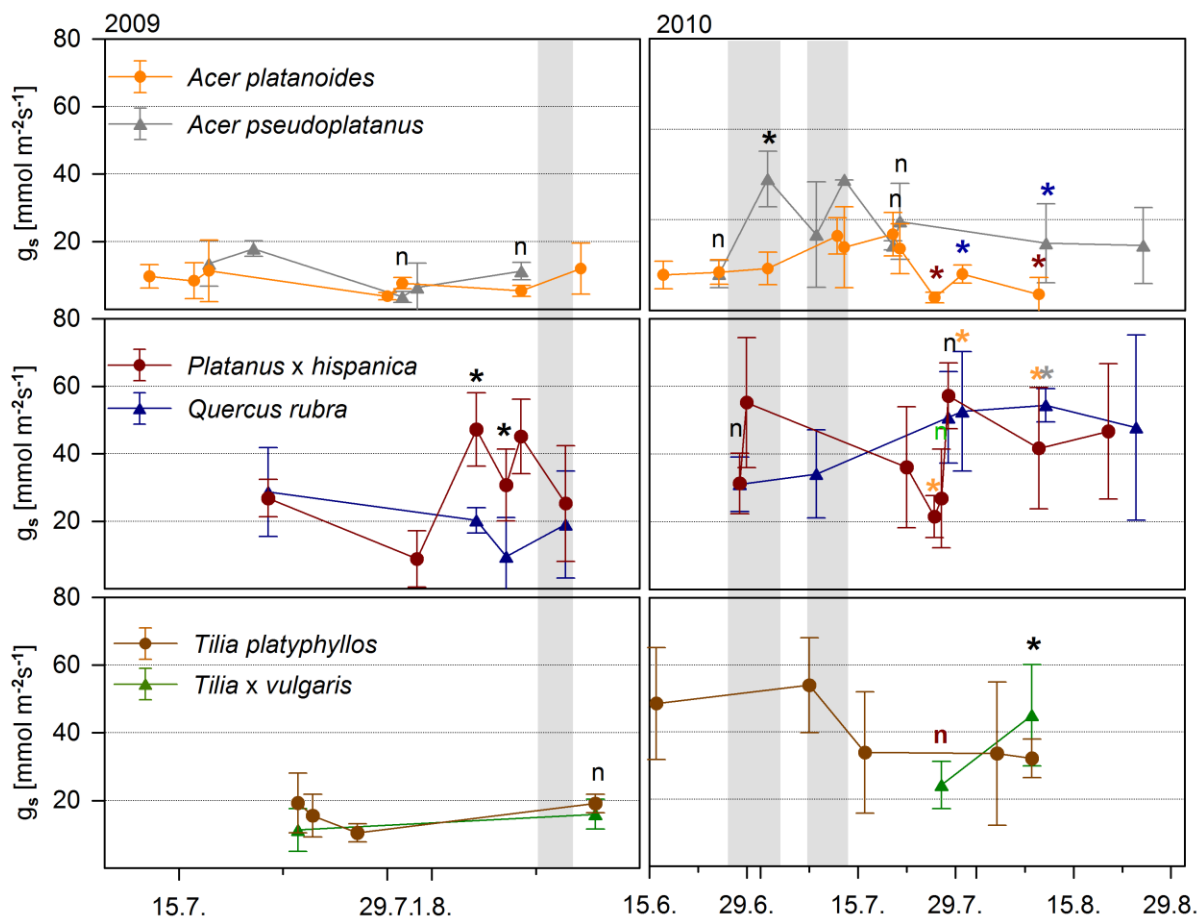 2009
2010
80
60
40
20
gs [mmol m⁻²s⁻¹]
Acer platanoides
Acer pseudoplatanus
n
n
*
n
n
n
*
*
*
*
80
60
40
20
gs [mmol m⁻²s⁻¹]
Platanus x hispanica
Quercus rubra
*
*
n
n
*
*
*
n
*
80
60
40
20
gs [mmol m⁻²s⁻¹]
Tilia platyphyllos
Tilia x vulgaris
n
n
*
15.7.
29.7.
1.8.
15.6.
29.6.
15.7.
29.7.
15.8.
29.8.